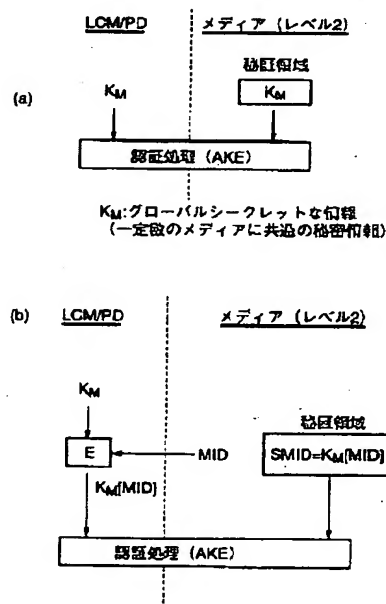 LCM/PD
メディア (レベル2)
(a)
秘匿領域
KM
KM
認証処理 (AKE)
KM:グローバルシークレットな情報
(一定数のメディアに共通の秘密情報)
(b)
LCM/PD
メディア (レベル2)
KM
秘匿領域
E
MID
SMID=KM[MID]
KM[MID]
認証処理 (AKE)